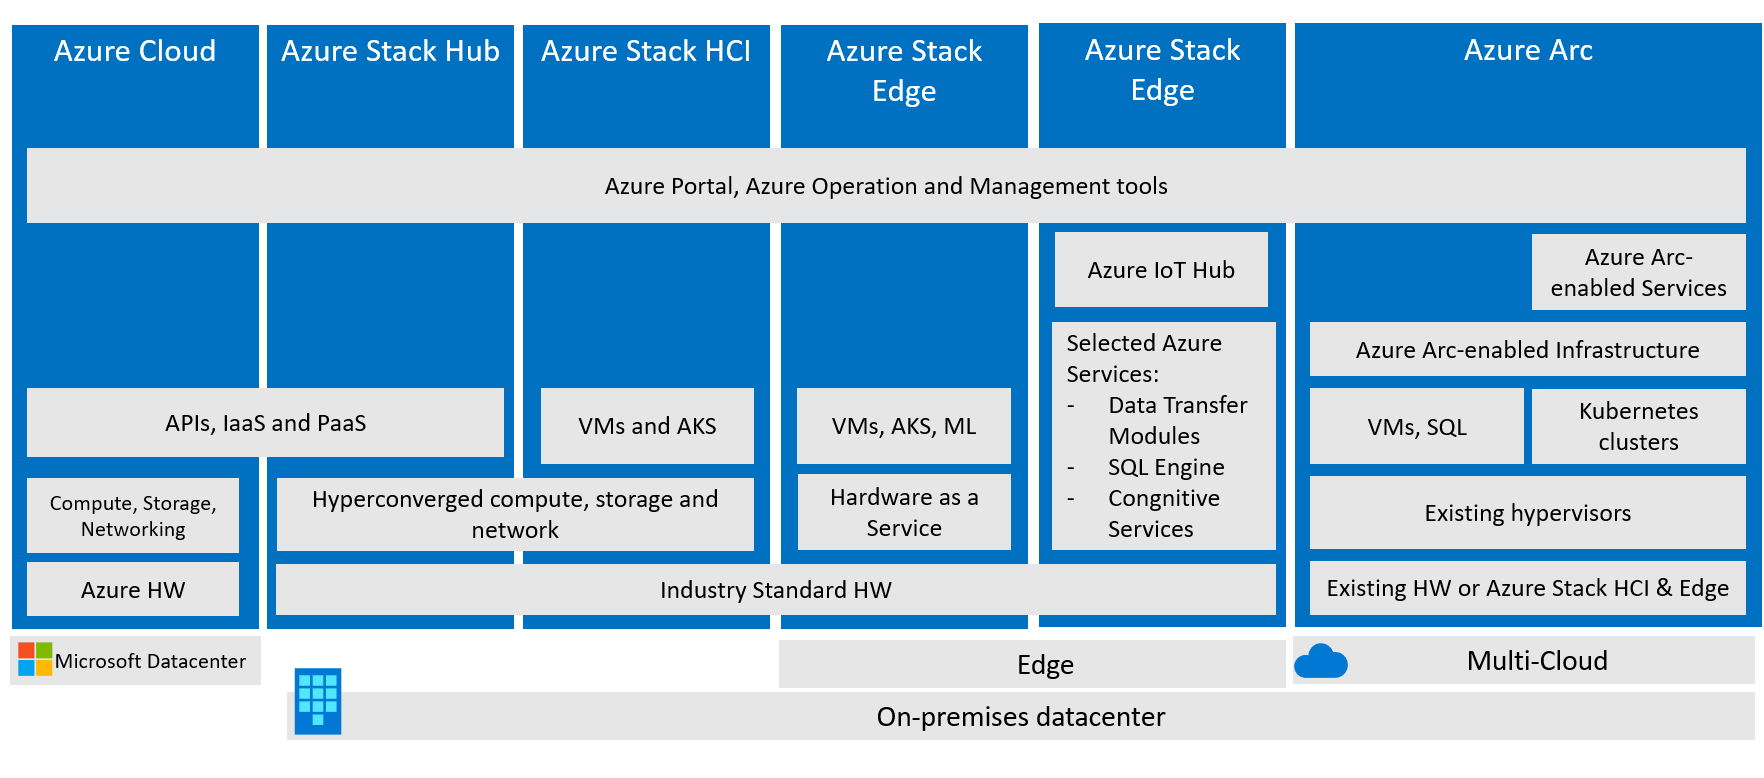 Azure Cloud
Azure Stack Hub
Azure Stack HCI
Azure Stack
Edge
Azure Stack
Edge
Azure Arc
Azure Portal, Azure Operation and Management tools
Azure IoT Hub
Azure Arc-
enabled Services
Selected Azure
Services:
- Data Transfer
Modules
- SQL Engine
- Congnitive
Services
Azure Arc-enabled Infrastructure
APIs, IaaS and PaaS
VMs and AKS
VMs, AKS, ML
VMs, SQL
Kubernetes
clusters
Compute, Storage,
Networking
Hyperconverged compute, storage and
network
Hardware as a
Service
Existing hypervisors
Azure HW
Industry Standard HW
Existing HW or Azure Stack HCI & Edge
Microsoft Datacenter
Edge
Multi-Cloud
On-premises datacenter